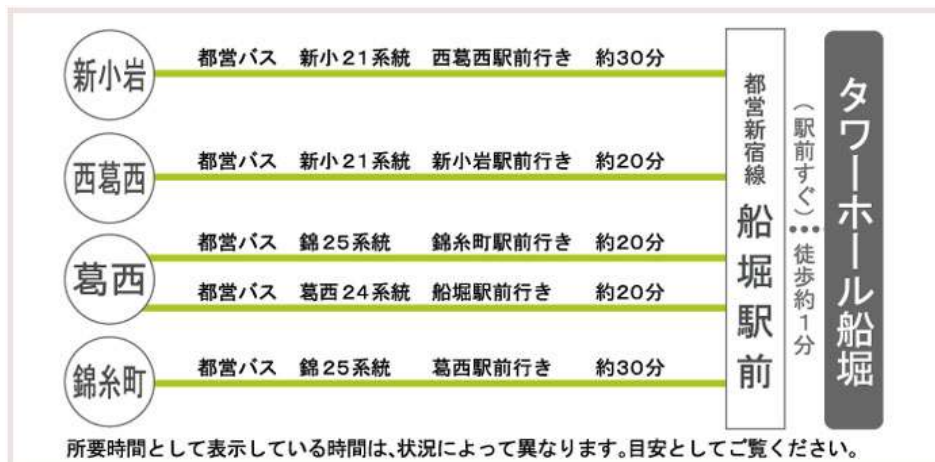 新小岩
都営バス 新小21系統 西葛西駅前行き 約30分
西葛西
都営バス 新小21系統 新小岩駅前行き 約20分
葛西
都営バス 錦25系統 錦糸町駅前行き 約20分
都営バス 葛西24系統 船堀駅前行き 約20分
錦糸町
都営バス 錦25系統 葛西駅前行き 約30分
都営新宿線 船堀駅前
（駅前すぐ）•••徒歩約1分
タワーホール船堀
所要時間として表示している時間は、状況によって異なります。目安としてご覧ください。